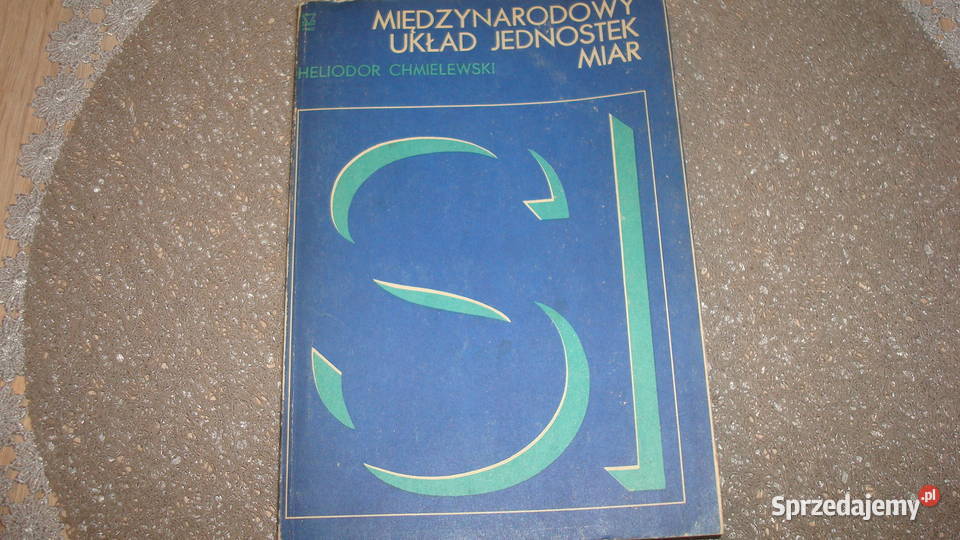 MIĘDZYNARODOWY
UKŁAD JEDNOSTEK
MIAR
HELIODOR CHMIELEWSKI
SI
Sprzedajemy.pl